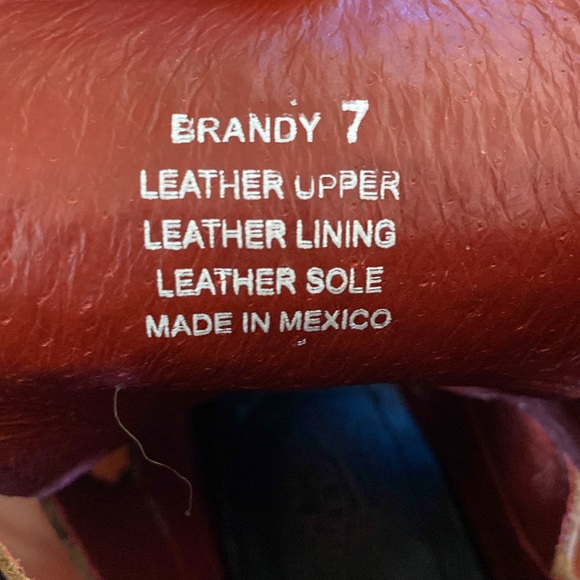 BRANDY 7
LEATHER UPPER
LEATHER LINING
LEATHER SOLE
MADE IN MEXICO